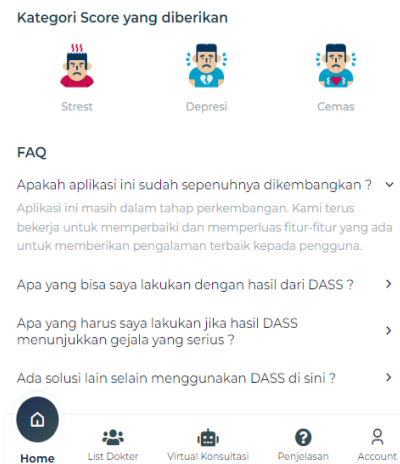 Kategori Score yang diberikan
Strest
Depresi
Cemas
FAQ
Apakah aplikasi ini sudah sepenuhnya dikembangkan ?
Aplikasi ini masih dalam tahap perkembangan. Kami terus
bekerja untuk memperbaiki dan memperluas fitur-fitur yang ada
untuk memberikan pengalaman terbaik kepada pengguna.
Apa yang bisa saya lakukan dengan hasil dari DASS ?
Apa yang harus saya lakukan jika hasil DASS
menunjukkan gejala yang serius ?
Ada solusi lain selain menggunakan DASS di sini ?
Home
List Dokter
Virtual Konsultasi
Penjelasan
Account